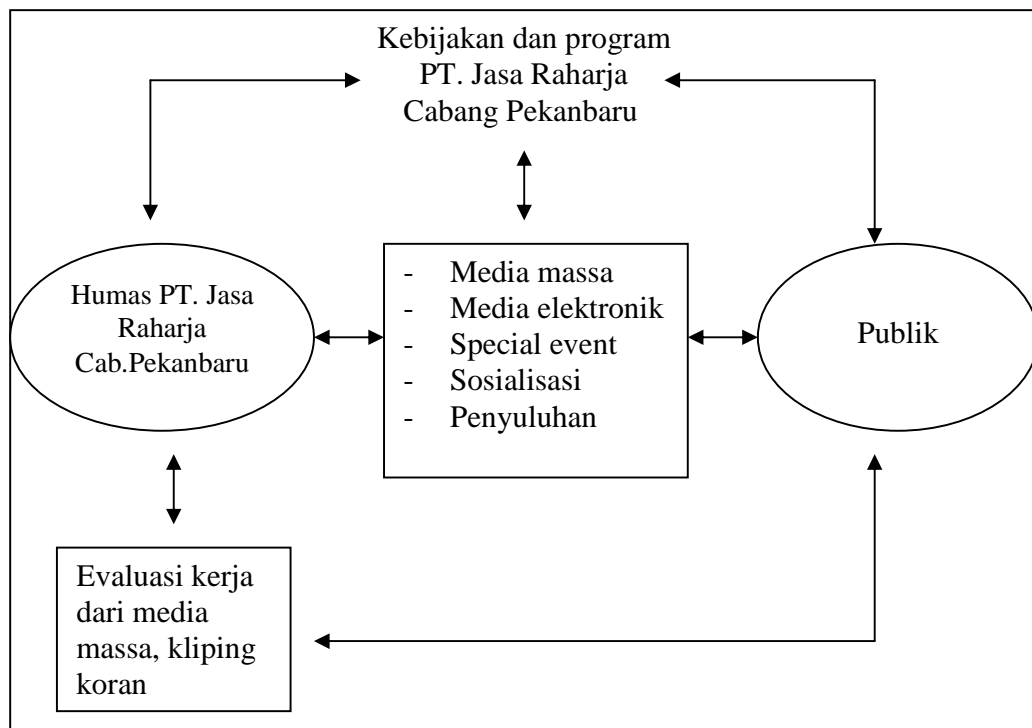 Kebijakan dan program
PT. Jasa Raharja
Cabang Pekanbaru
Humas PT. Jasa
Raharja
Cab.Pekanbaru
- Media massa
- Media elektronik
- Special event
- Sosialisasi
- Penyuluhan
Publik
Evaluasi kerja
dari media
massa, kliping
koran